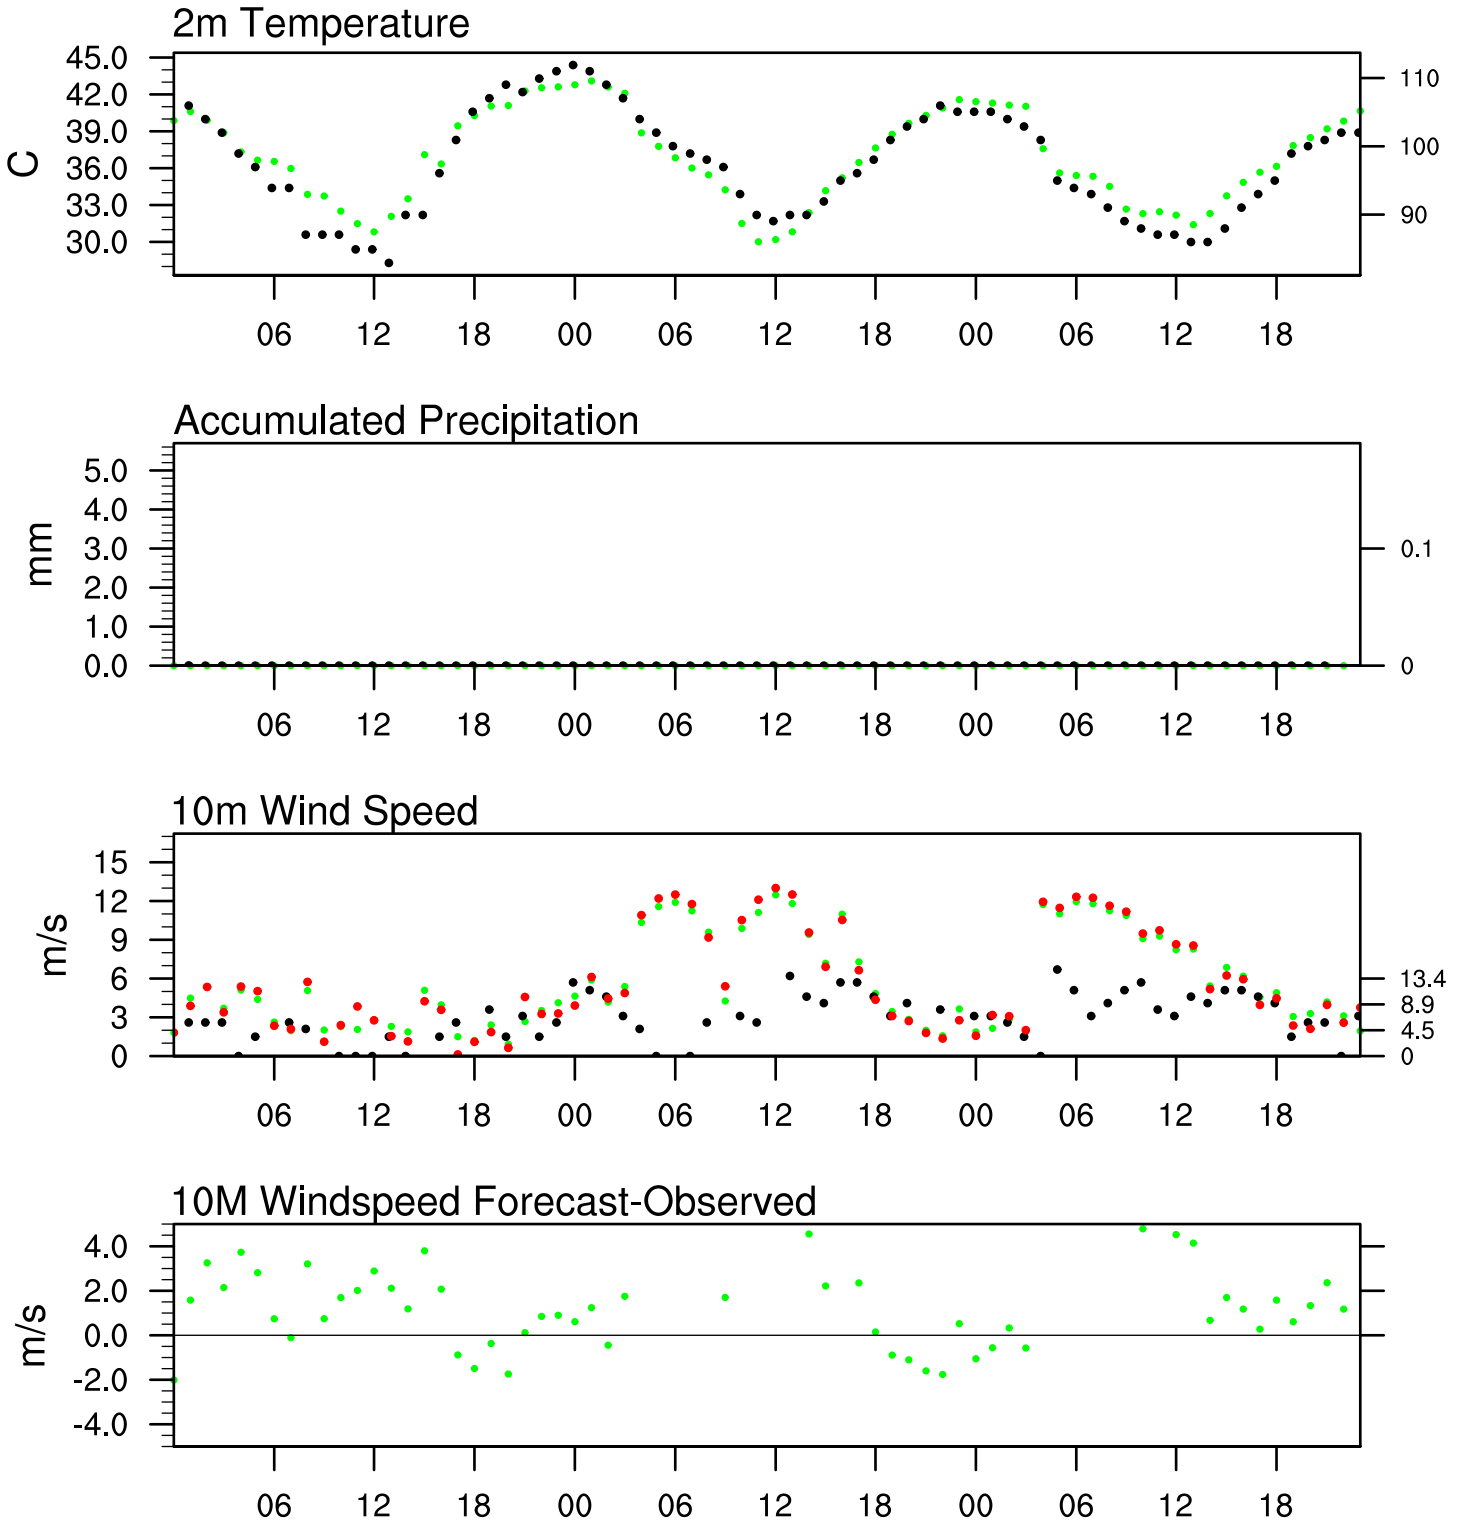 2m Temperature
45.0
42.0
39.0
36.0
33.0
30.0
C
110
100
90
06 12 18 00 06 12 18 00 06 12 18
Accumulated Precipitation
5.0
4.0
3.0
2.0
1.0
0.0
mm
0.1
0
06 12 18 00 06 12 18 00 06 12 18
10m Wind Speed
15
12
9
6
3
0
m/s
13.4
8.9
4.5
0
06 12 18 00 06 12 18 00 06 12 18
10M Windspeed Forecast-Observed
4.0
2.0
0.0
-2.0
-4.0
m/s
06 12 18 00 06 12 18 00 06 12 18